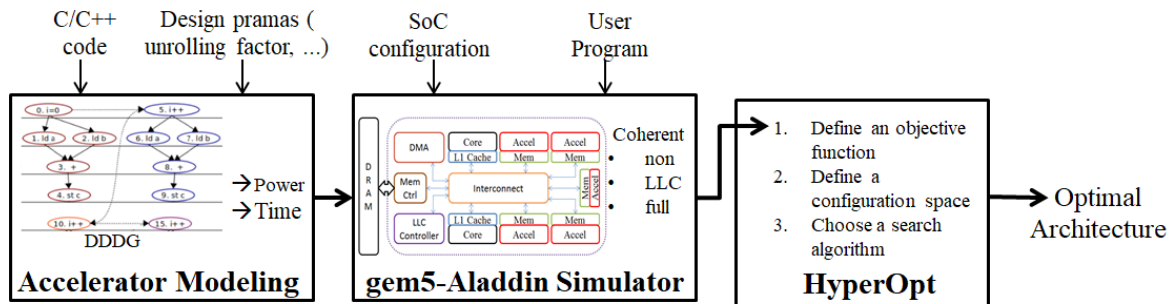 C/C++
code
Design pramas (
unrolling factor, ...)
SoC
configuration
User
Program
0. i=0
5. i++
1. ld a
2. ld b
6. ld a
7. ld b
3. +
8. +
4. st c
9. st c
10. i++
15. i++
DDDG
→Power
→Time
Accelerator Modeling
DRAM
DMA
Mem
Ctrl
LLC
Controller
Core
L1 Cache
Accel
Mem
Accel
Mem
Interconnect
Mem
Accel
L1 Cache
Core
Mem
Accel
Mem
Accel
Coherent
• non
• LLC
• full
gem5-Aladdin Simulator
1. Define an objective
function
2. Define a
configuration space
3. Choose a search
algorithm
HyperOpt
Optimal
Architecture